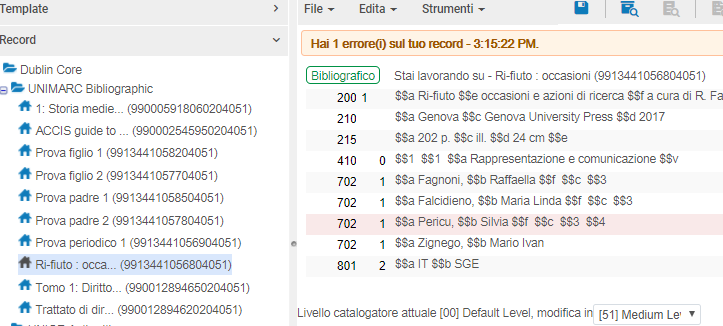 Template
Record
Dublin Core
UNIMARC Bibliographic
1: Storia medie... (990005918060204051)
ACCIS guide to ... (990002545950204051)
Prova figlio 1 (9913441058204051)
Prova figlio 2 (9913441057704051)
Prova padre 1 (9913441058504051)
Prova padre 2 (9913441057804051)
Prova periodico 1 (9913441056904051)
Ri-fiuto : occa... (9913441056804051)
Tomo 1: Diritto... (990012894650204051)
Trattato di dir... (990012894620204051)
File
Edita
Strumenti
Hai 1 errore(i) sul tuo record - 3:15:22 PM.
Bibliografico Stai lavorando su - Ri-fiuto : occasioni (9913441056804051)
200 1 $$a Ri-fiuto $$e occasioni e azioni di ricerca $$f a cura di R. Fa
210 $$a Genova $$c Genova University Press $$d 2017
215 $$a 202 p. $$c ill. $$d 24 cm $$e
410 0 $$1 $$1 $$a Rappresentazione e comunicazione $$v
702 1 $$a Fagnoni, $$b Raffaella $$f $$c $$3
702 1 $$a Falcidieno, $$b Maria Linda $$f $$c $$3
702 1 $$a Pericu, $$b Silvia $$f $$c $$3 $$4
702 1 $$a Zignego, $$b Mario Ivan
801 2 $$a IT $$b SGE
Livello catalogatore attuale [00] Default Level, modifica in [51] Medium Lev